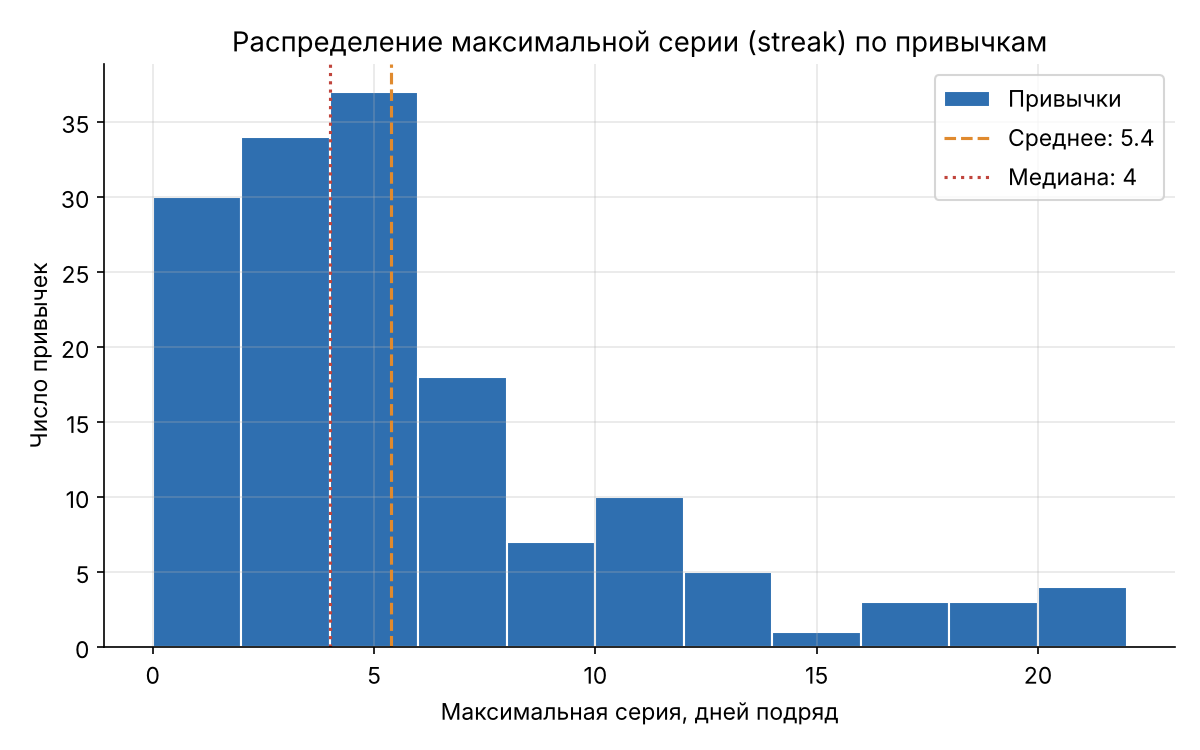 Распределение максимальной серии (streak) по привычкам
Привычки
Среднее: 5.4
Медиана: 4
Число привычек
35
30
25
20
15
10
5
0
0 5 10 15 20
Максимальная серия, дней подряд